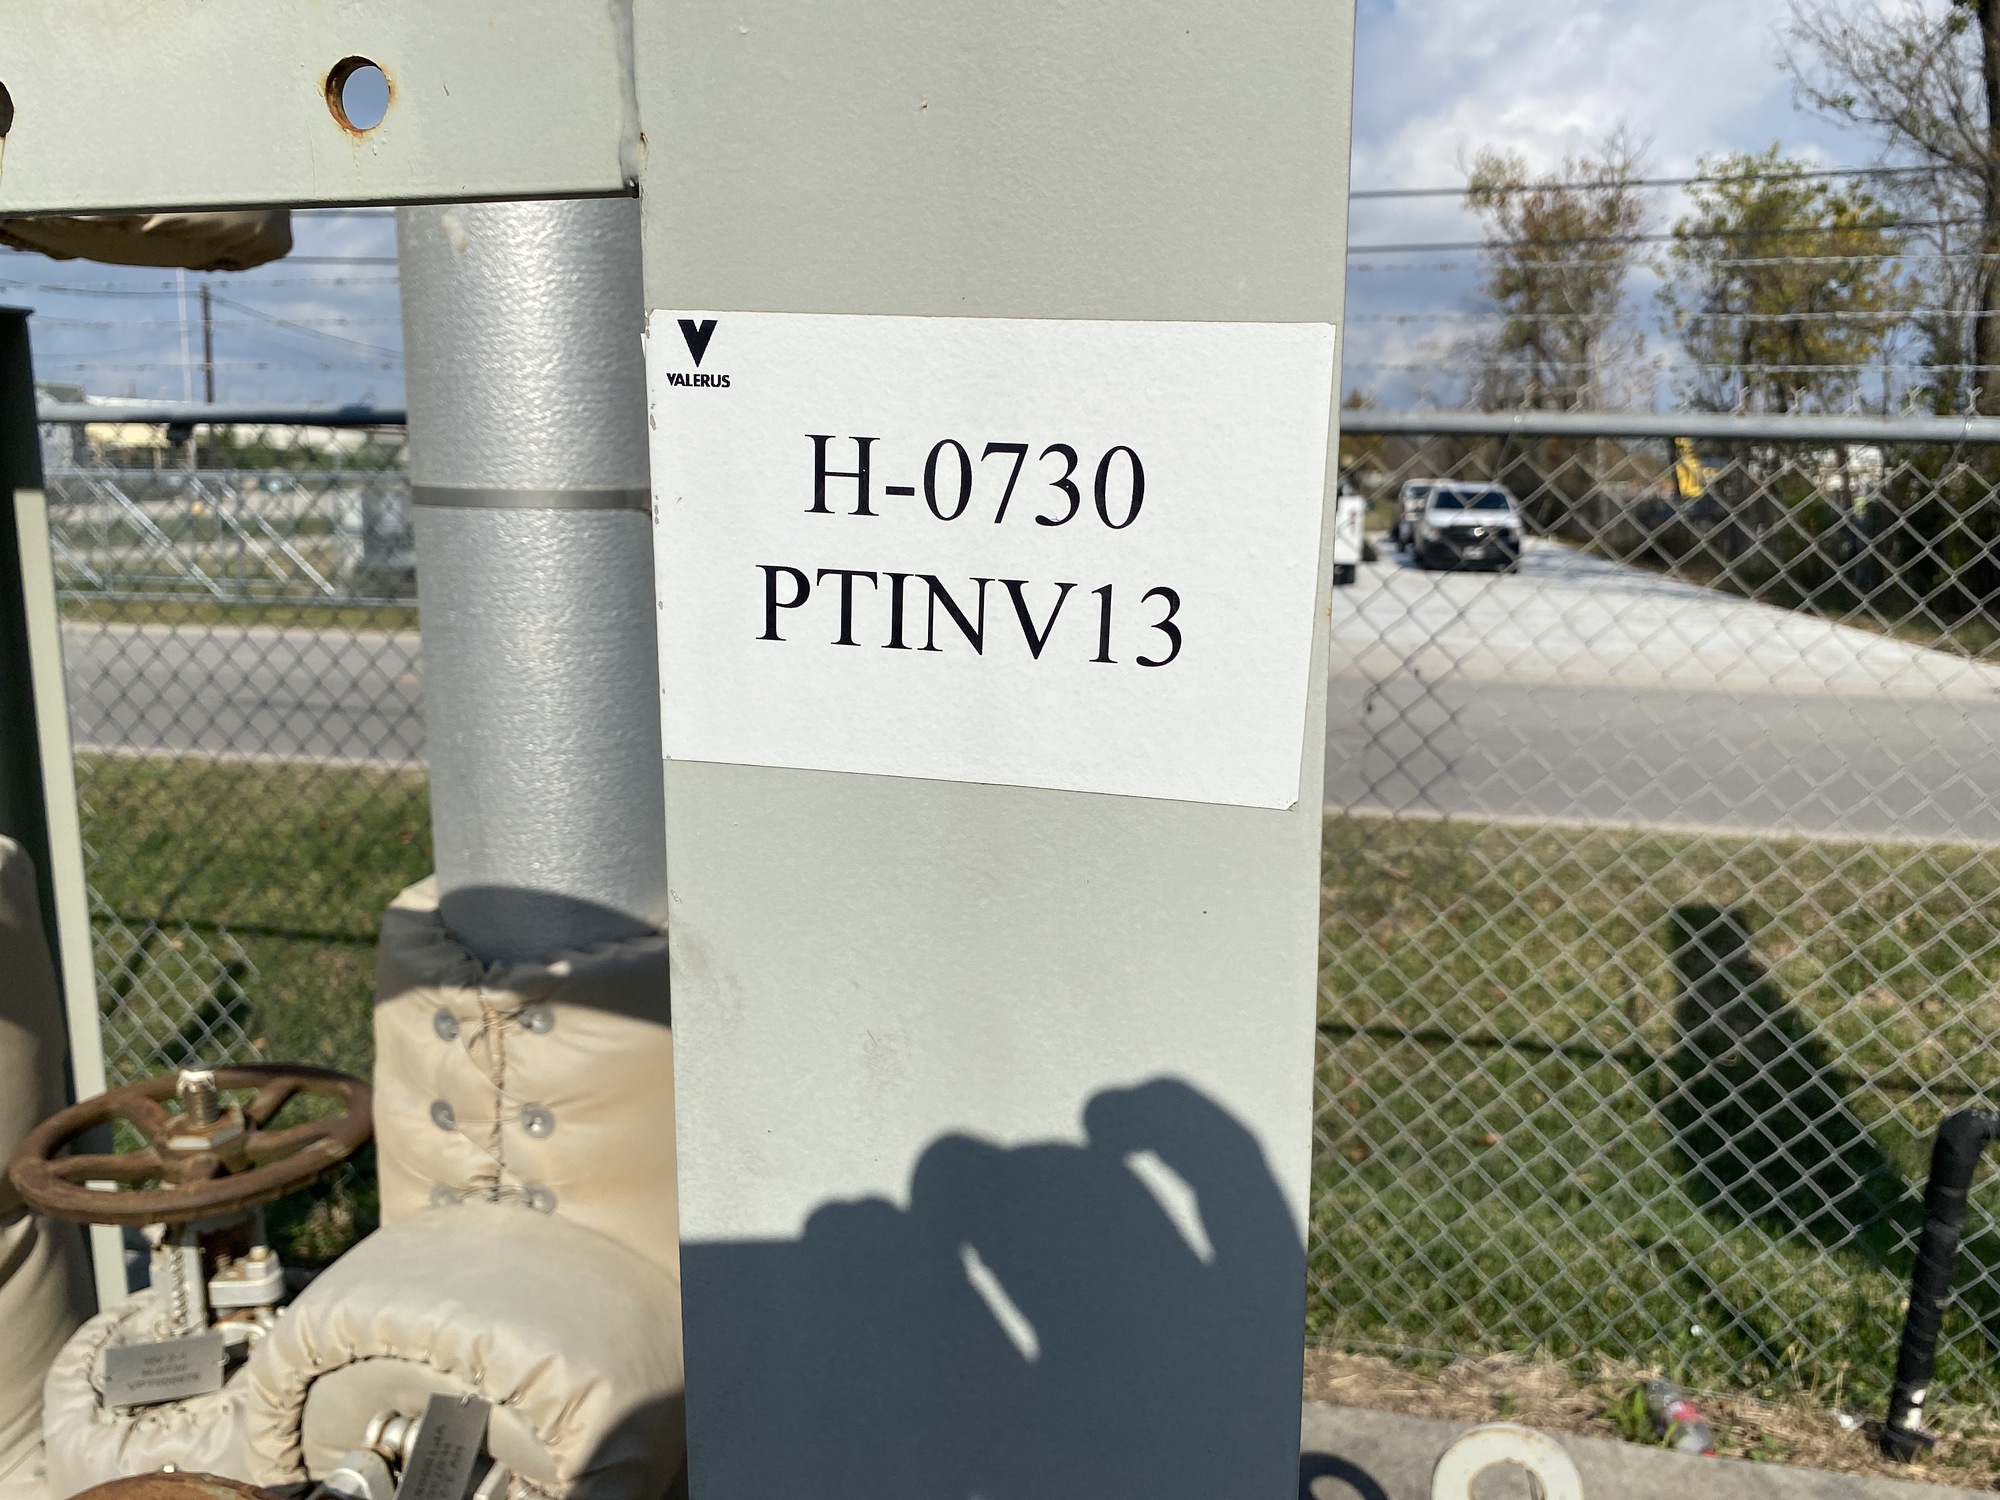 VALERUS
H-0730
PTINV13